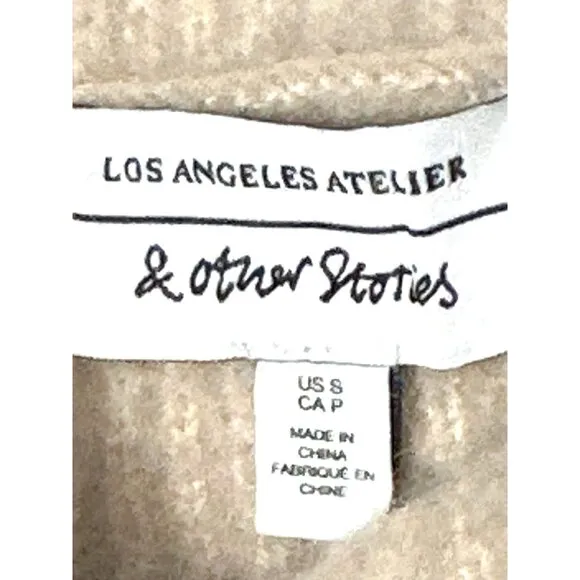 LOS ANGELES ATELIER
& other Stories
US S
CA P
MADE IN
CHINA
FABRIQUÉ EN
CHINE